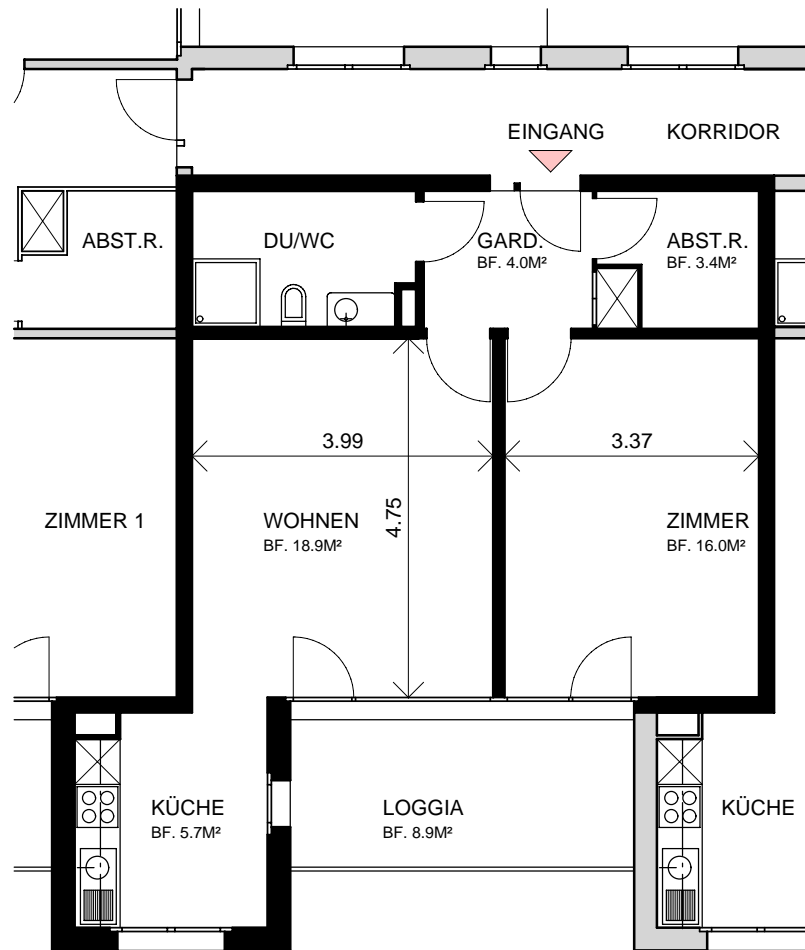 EINGANG
KORRIDOR
ABST.R.
DU/WC
GARD.
BF. 4.0M²
ABST.R.
BF. 3.4M²
3.99
3.37
4.75
ZIMMER 1
WOHNEN
BF. 18.9M²
ZIMMER
BF. 16.0M²
KÜCHE
BF. 5.7M²
LOGGIA
BF. 8.9M²
KÜCHE